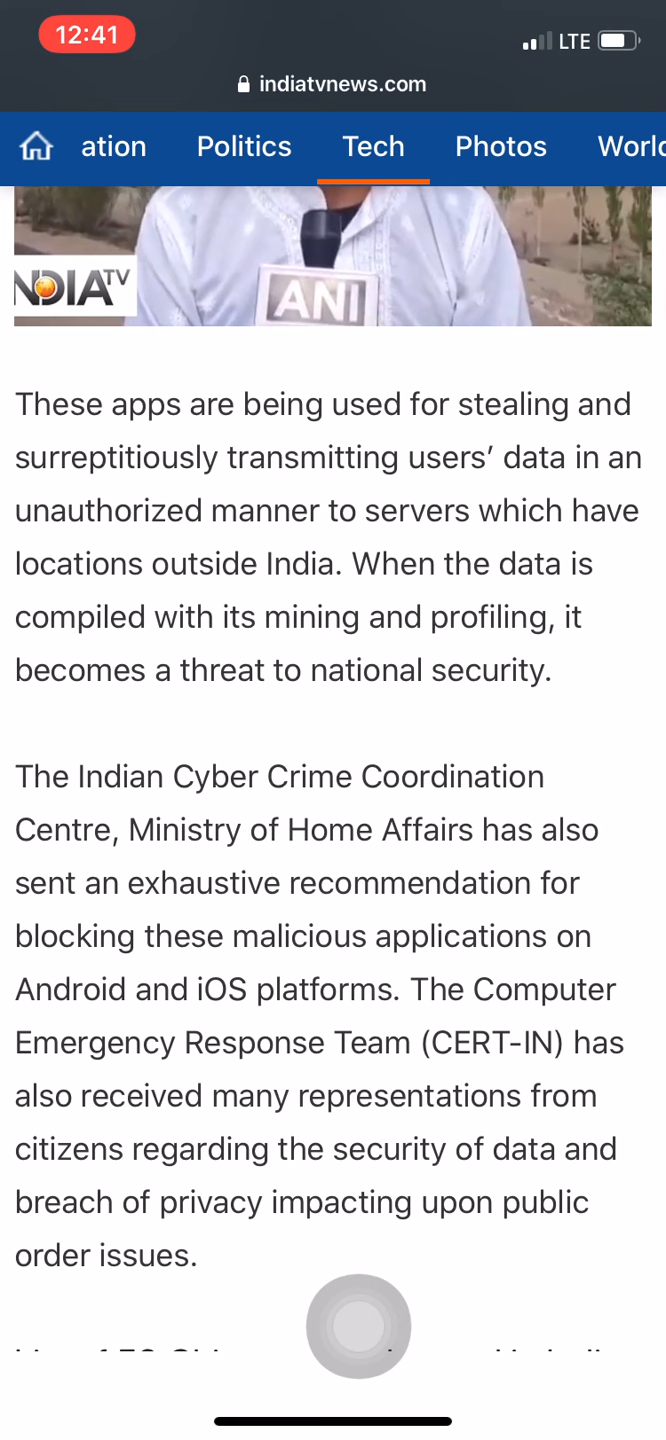 12:41
LTE
indiatvnews.com
ation Politics Tech Photos World
NDIATV
ANI
These apps are being used for stealing and
surreptitiously transmitting users’ data in an
unauthorized manner to servers which have
locations outside India. When the data is
compiled with its mining and profiling, it
becomes a threat to national security.
The Indian Cyber Crime Coordination
Centre, Ministry of Home Affairs has also
sent an exhaustive recommendation for
blocking these malicious applications on
Android and iOS platforms. The Computer
Emergency Response Team (CERT-IN) has
also received many representations from
citizens regarding the security of data and
breach of privacy impacting upon public
order issues.